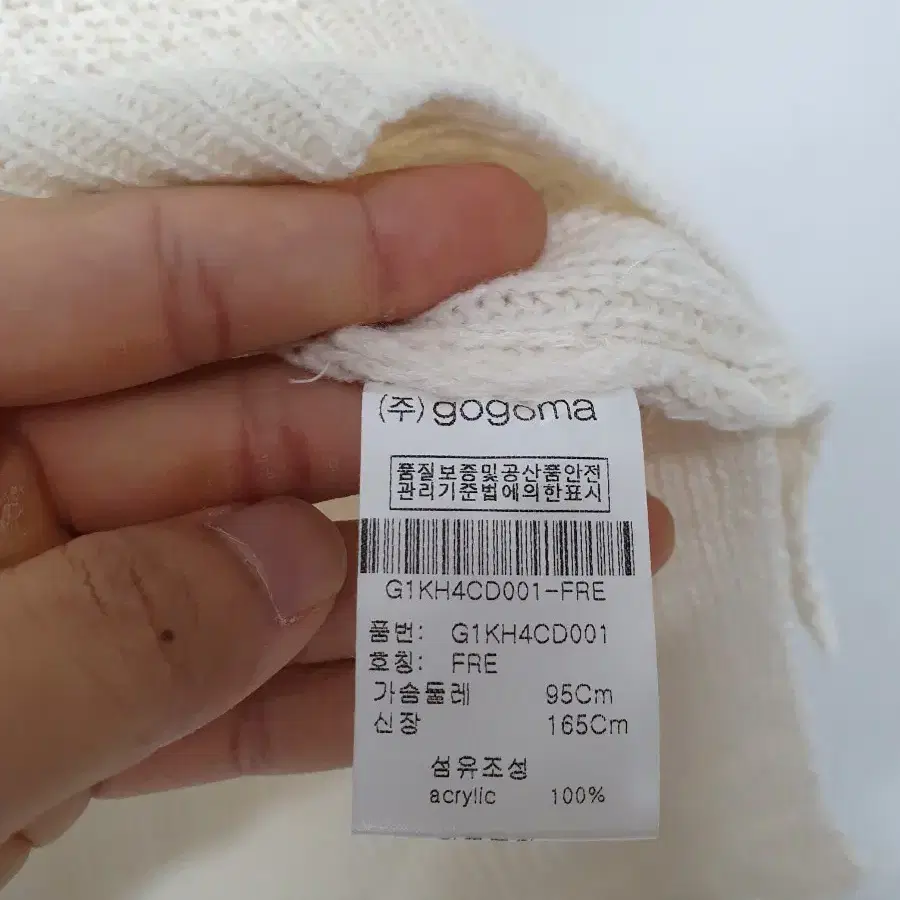 (주) gogoma
품질보증및공산품안전
관리기준법에의한표시
G1KH4CD001-FRE
품번: G1KH4CD001
호칭: FRE
가슴둘레 95Cm
신장 165Cm
섬유조성
acrylic 100%